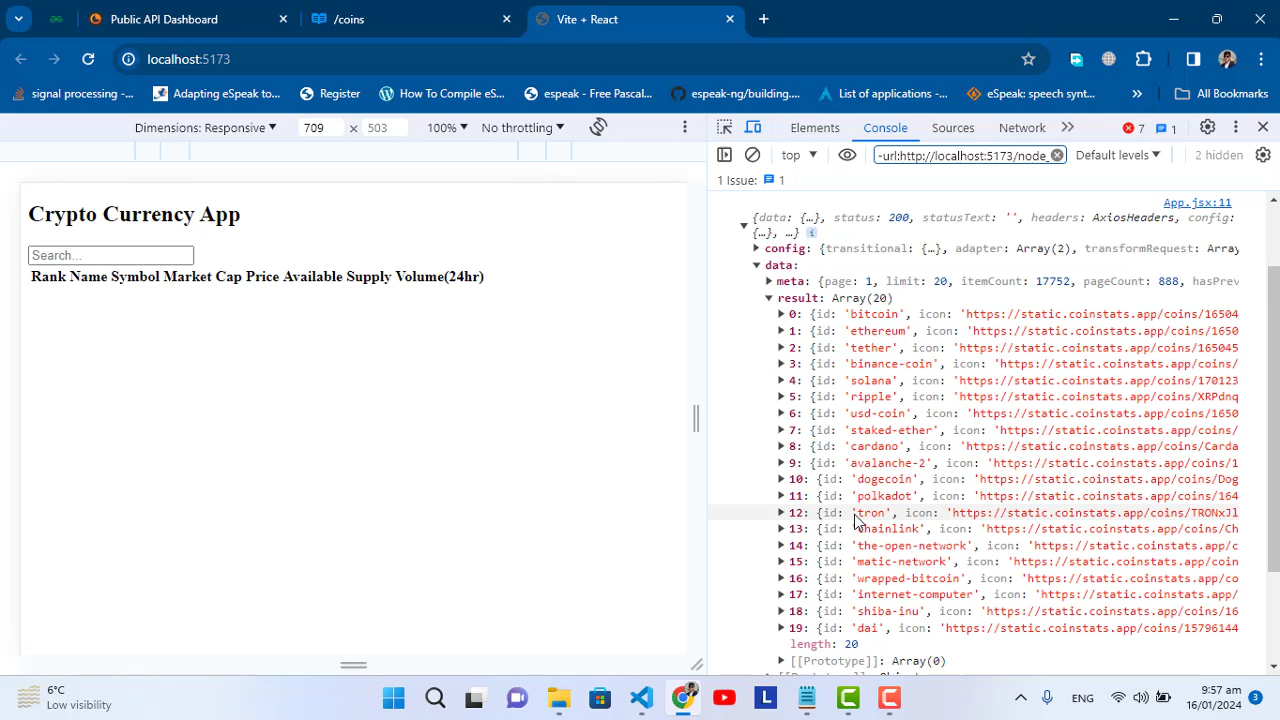 Public API Dashboard
/coins
Vite + React
localhost:5173
signal processing -...
Adapting eSpeak to...
Register
How To Compile eS...
espeak - Free Pascal...
espeak-ng/building....
List of applications -...
eSpeak: speech synt...
All Bookmarks
Dimensions: Responsive
709 × 503
100%
No throttling
Elements
Console
Sources
Network
7
1
top
-url:http://localhost:5173/node_
Default levels
2 hidden
1 Issue: 1
App.jsx:11
{data: {…}, status: 200, statusText: '', headers: AxiosHeaders, config:
{…}, …}
config: {transitional: {…}, adapter: Array(2), transformRequest: Array
data:
meta: {page: 1, limit: 20, itemCount: 17752, pageCount: 888, hasPrev
result: Array(20)
0: {id: 'bitcoin', icon: 'https://static.coinstats.app/coins/16504
1: {id: 'ethereum', icon: 'https://static.coinstats.app/coins/1650
2: {id: 'tether', icon: 'https://static.coinstats.app/coins/165045
3: {id: 'binance-coin', icon: 'https://static.coinstats.app/coins/
4: {id: 'solana', icon: 'https://static.coinstats.app/coins/170123
5: {id: 'ripple', icon: 'https://static.coinstats.app/coins/XRPdnq
6: {id: 'usd-coin', icon: 'https://static.coinstats.app/coins/1650
7: {id: 'staked-ether', icon: 'https://static.coinstats.app/coins/
8: {id: 'cardano', icon: 'https://static.coinstats.app/coins/Carda
9: {id: 'avalanche-2', icon: 'https://static.coinstats.app/coins/1
10: {id: 'dogecoin', icon: 'https://static.coinstats.app/coins/Dog
11: {id: 'polkadot', icon: 'https://static.coinstats.app/coins/164
12: {id: 'tron', icon: 'https://static.coinstats.app/coins/TRONxJl
13: {id: 'chainlink', icon: 'https://static.coinstats.app/coins/Ch
14: {id: 'the-open-network', icon: 'https://static.coinstats.app/c
15: {id: 'matic-network', icon: 'https://static.coinstats.app/coin
16: {id: 'wrapped-bitcoin', icon: 'https://static.coinstats.app/co
17: {id: 'internet-computer', icon: 'https://static.coinstats.app/
18: {id: 'shiba-inu', icon: 'https://static.coinstats.app/coins/16
19: {id: 'dai', icon: 'https://static.coinstats.app/coins/15796144
length: 20
[[Prototype]]: Array(0)
Crypto Currency App
Search...
Rank Name Symbol Market Cap Price Available Supply Volume(24hr)
6°C
Low visibility
ENG
9:57 am
16/01/2024
3